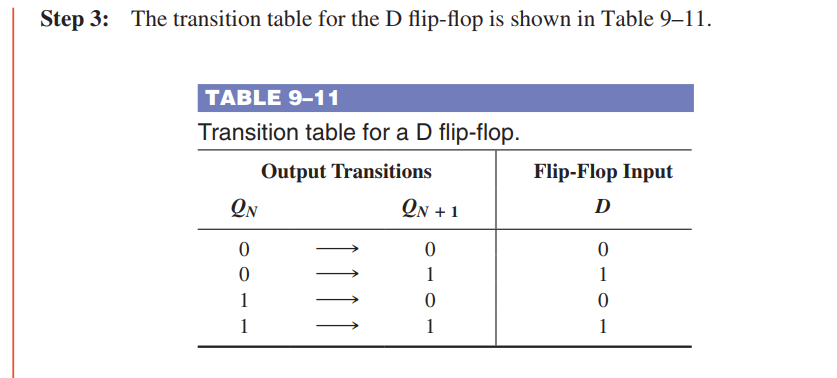 Step 3: The transition table for the D flip-flop is shown in Table 9–11.
TABLE 9–11
Transition table for a D flip-flop.
Output Transitions Flip-Flop Input
QN QN + 1 D
0 ⟶ 0 0
0 ⟶ 1 1
1 ⟶ 0 0
1 ⟶ 1 1